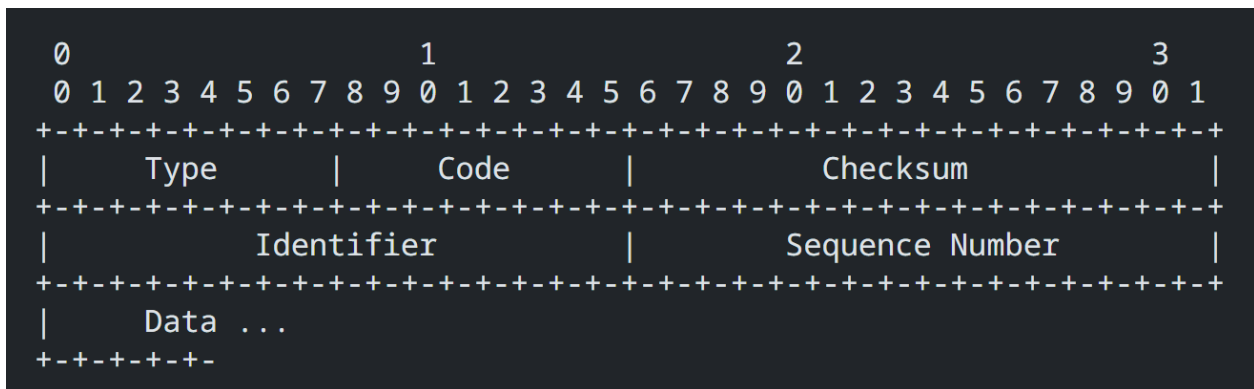 0                   1                   2                   3
 0 1 2 3 4 5 6 7 8 9 0 1 2 3 4 5 6 7 8 9 0 1 2 3 4 5 6 7 8 9 0 1
+-+-+-+-+-+-+-+-+-+-+-+-+-+-+-+-+-+-+-+-+-+-+-+-+-+-+-+-+-+-+-+-+
|     Type      |     Code      |          Checksum             |
+-+-+-+-+-+-+-+-+-+-+-+-+-+-+-+-+-+-+-+-+-+-+-+-+-+-+-+-+-+-+-+-+
|           Identifier          |        Sequence Number        |
+-+-+-+-+-+-+-+-+-+-+-+-+-+-+-+-+-+-+-+-+-+-+-+-+-+-+-+-+-+-+-+-+
|     Data ...
+-+-+-+-+-